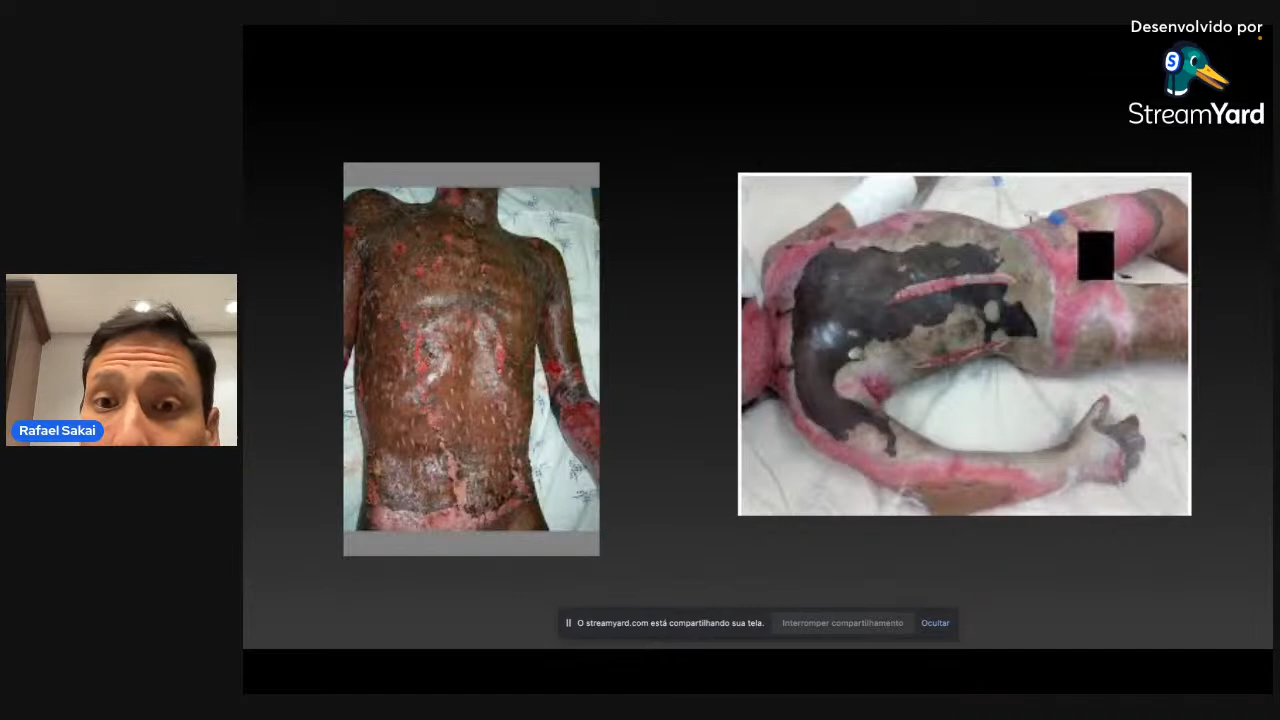 Desenvolvido por
StreamYard
Rafael Sakai
O streamyard.com está compartilhando sua tela.
Interromper compartilhamento
Ocultar